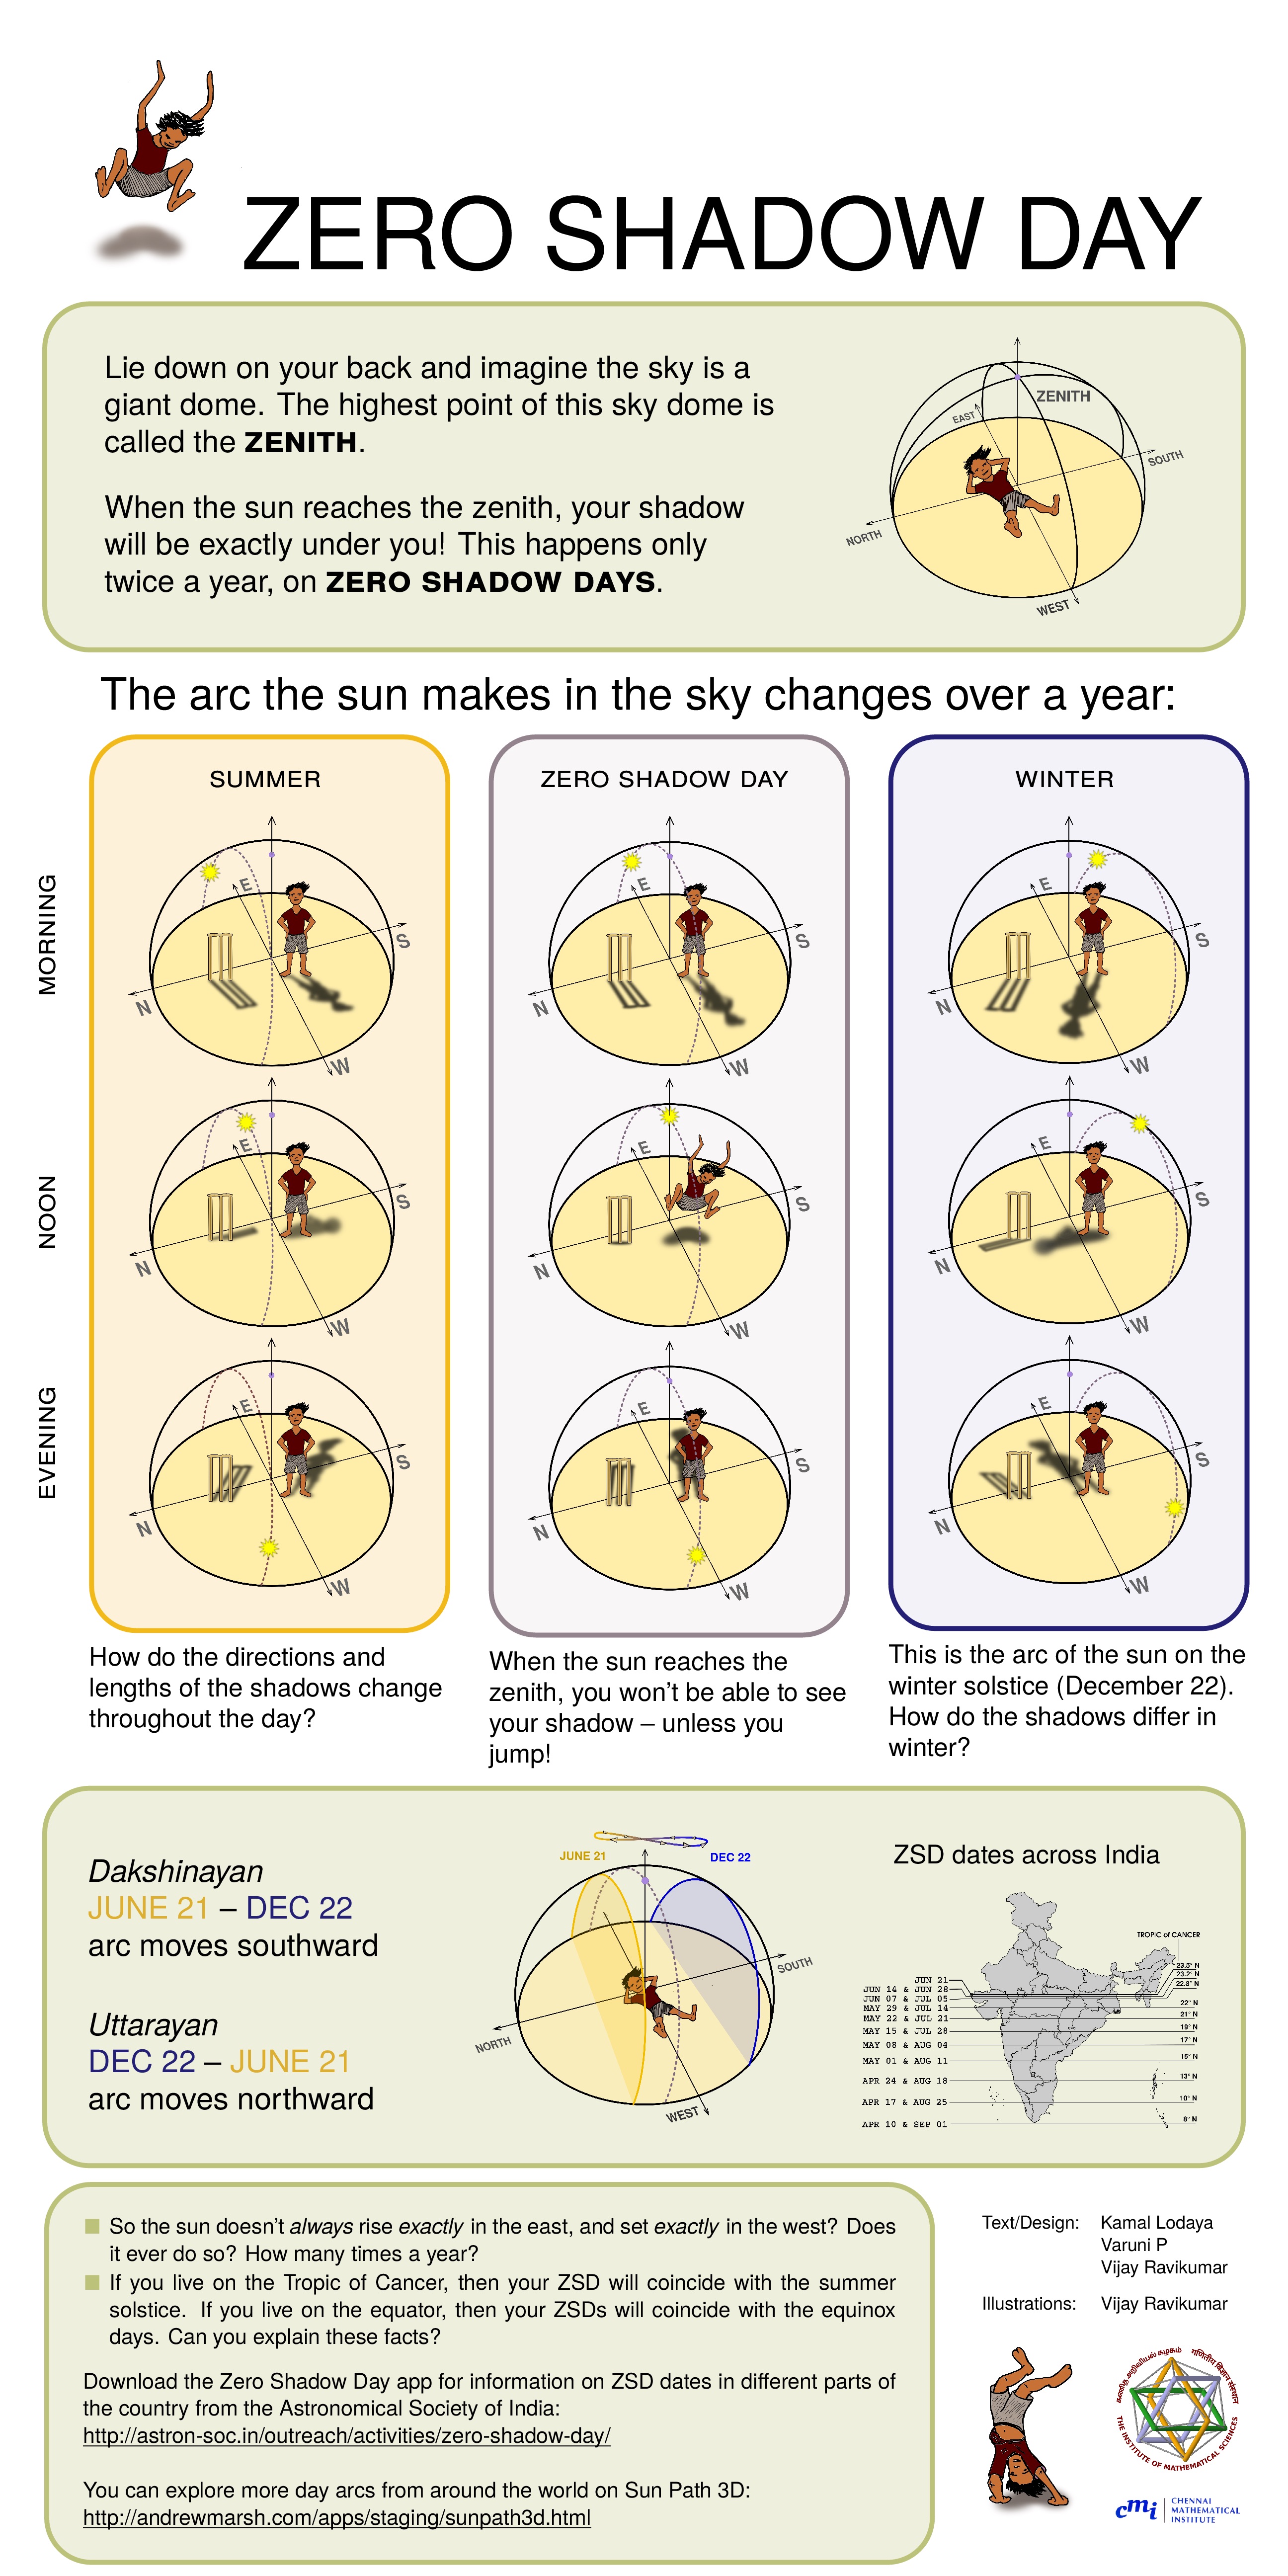 ZERO SHADOW DAY
Lie down on your back and imagine the sky is a
giant dome. The highest point of this sky dome is
called the ZENITH.
When the sun reaches the zenith, your shadow
will be exactly under you! This happens only
twice a year, on ZERO SHADOW DAYS.
ZENITH
EAST
SOUTH
NORTH
WEST
The arc the sun makes in the sky changes over a year:
SUMMER
ZERO SHADOW DAY
WINTER
MORNING
E
S
N
W
E
S
N
W
E
S
N
W
NOON
E
S
N
W
E
S
N
W
E
S
N
W
EVENING
E
S
N
W
E
S
N
W
E
S
N
W
How do the directions and
lengths of the shadows change
throughout the day?
When the sun reaches the
zenith, you won't be able to see
your shadow – unless you
jump!
This is the arc of the sun on the
winter solstice (December 22).
How do the shadows differ in
winter?
Dakshinayan
JUNE 21 – DEC 22
arc moves southward
Uttarayan
DEC 22 – JUNE 21
arc moves northward
JUNE 21
DEC 22
SOUTH
NORTH
WEST
ZSD dates across India
TROPIC of CANCER
JUN 21 23.5° N
JUN 14 & JUN 28 23.2° N
JUN 07 & JUL 05 22.8° N
MAY 29 & JUL 14 22° N
MAY 22 & JUL 21 21° N
MAY 15 & JUL 28 19° N
MAY 08 & AUG 04 17° N
MAY 01 & AUG 11 15° N
APR 24 & AUG 18 13° N
APR 17 & AUG 25 10° N
APR 10 & SEP 01 8° N
So the sun doesn't always rise exactly in the east, and set exactly in the west? Does
it ever do so? How many times a year?
If you live on the Tropic of Cancer, then your ZSD will coincide with the summer
solstice. If you live on the equator, then your ZSDs will coincide with the equinox
days. Can you explain these facts?
Download the Zero Shadow Day app for information on ZSD dates in different parts of
the country from the Astronomical Society of India:
http://astron-soc.in/outreach/activities/zero-shadow-day/
You can explore more day arcs from around the world on Sun Path 3D:
http://andrewmarsh.com/apps/staging/sunpath3d.html
Text/Design: Kamal Lodaya
Varuni P
Vijay Ravikumar
Illustrations: Vijay Ravikumar
गणितीय विज्ञान संस्थान
THE INSTITUTE OF MATHEMATICAL SCIENCES
cmi
CHENNAI
MATHEMATICAL
INSTITUTE